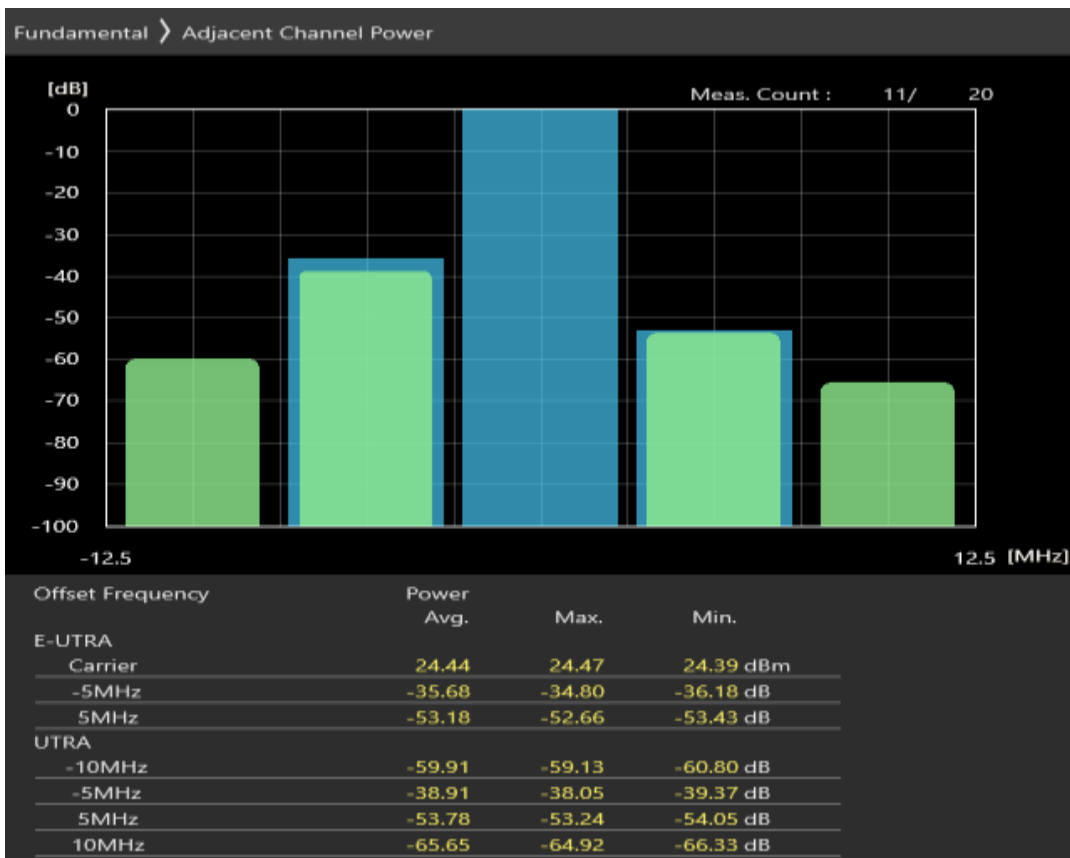 Fundamental ❯ Adjacent Channel Power
[dB]
Meas. Count : 11/ 20
0
-10
-20
-30
-40
-50
-60
-70
-80
-90
-100
-12.5 12.5 [MHz]
Offset Frequency Power
Avg. Max. Min.
E-UTRA
Carrier 24.44 24.47 24.39 dBm
-5MHz -35.68 -34.80 -36.18 dB
5MHz -53.18 -52.66 -53.43 dB
UTRA
-10MHz -59.91 -59.13 -60.80 dB
-5MHz -38.91 -38.05 -39.37 dB
5MHz -53.78 -53.24 -54.05 dB
10MHz -65.65 -64.92 -66.33 dB